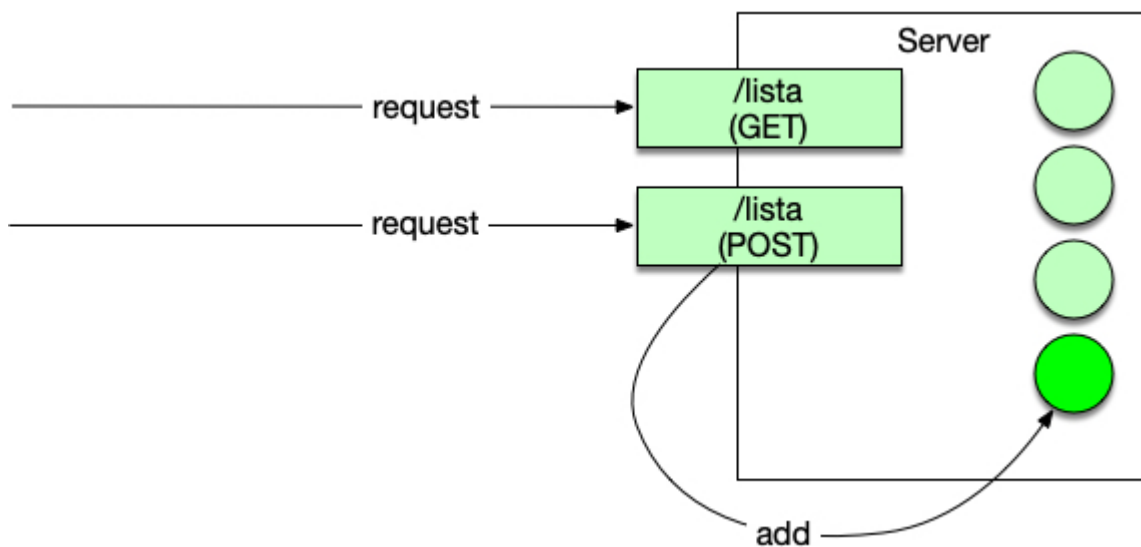 Server
request
/lista
(GET)
request
/lista
(POST)
add